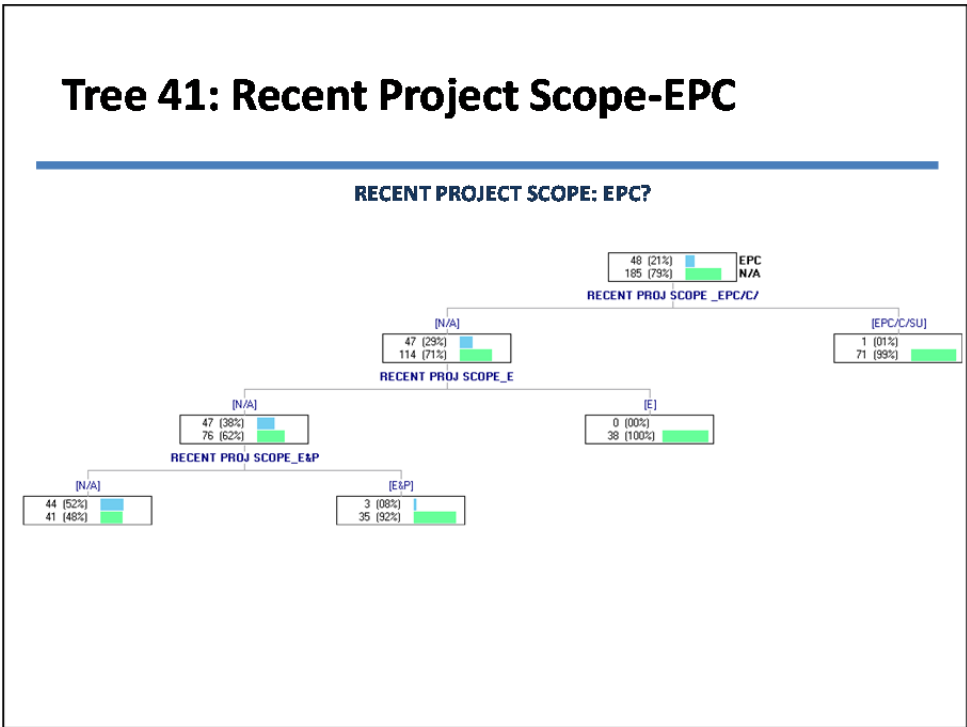 Tree 41: Recent Project Scope-EPC
RECENT PROJECT SCOPE: EPC?
48 (21%) EPC
185 (79%) N/A
RECENT PROJ SCOPE _EPC/C/
[N/A] [EPC/C/SU]
47 (29%) 1 (01%)
114 (71%) 71 (99%)
RECENT PROJ SCOPE_E
[N/A] [E]
47 (38%) 0 (00%)
76 (62%) 38 (100%)
RECENT PROJ SCOPE_E&P
[N/A] [E&P]
44 (52%) 3 (08%)
41 (48%) 35 (92%)